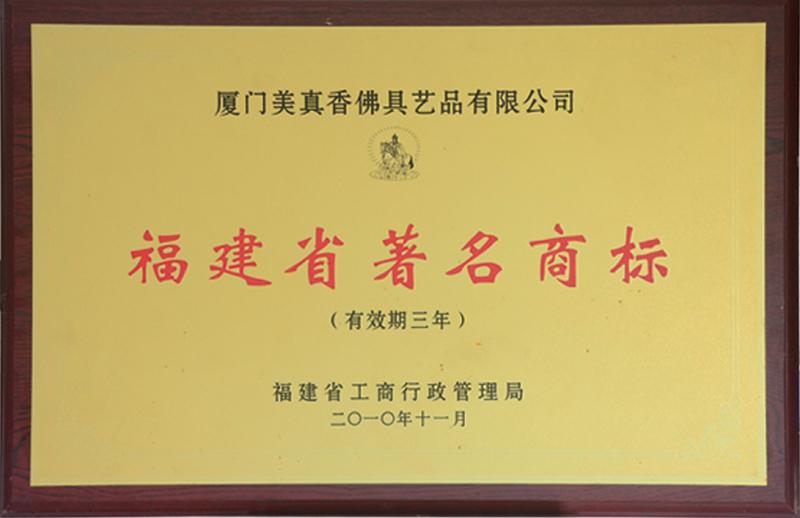 厦门美真香佛具艺品有限公司
福建省著名商标
（有效期三年）
福建省工商行政管理局
二〇一〇年十一月